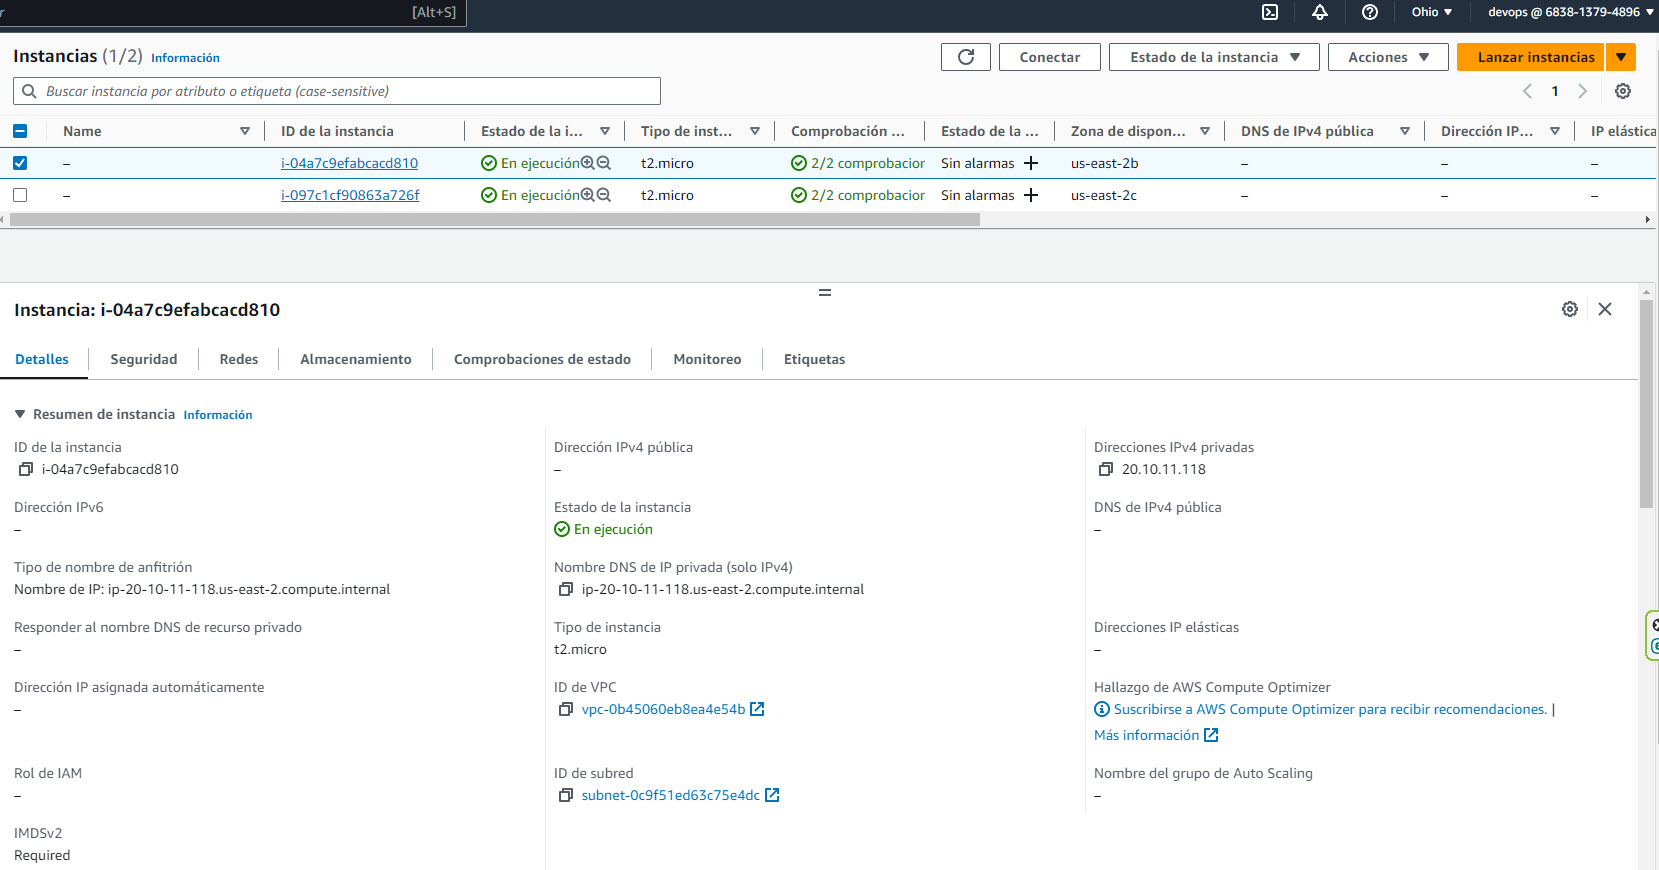 [Alt+S] Ohio devops @ 6838-1379-4896
Instancias (1/2) Información Conectar Estado de la instancia Acciones Lanzar instancias
Buscar instancia por atributo o etiqueta (case-sensitive) 1
Name ID de la instancia Estado de la i... Tipo de inst... Comprobación ... Estado de la ... Zona de dispon... DNS de IPv4 pública Dirección IP... IP elástica
– i-04a7c9efabcacd810 En ejecución t2.micro 2/2 comprobacior Sin alarmas + us-east-2b – – –
– i-097c1cf90863a726f En ejecución t2.micro 2/2 comprobacior Sin alarmas + us-east-2c – – –
Instancia: i-04a7c9efabcacd810
Detalles Seguridad Redes Almacenamiento Comprobaciones de estado Monitoreo Etiquetas
Resumen de instancia Información
ID de la instancia Dirección IPv4 pública Direcciones IPv4 privadas
i-04a7c9efabcacd810 – 20.10.11.118
Dirección IPv6 Estado de la instancia DNS de IPv4 pública
– En ejecución –
Tipo de nombre de anfitrión Nombre DNS de IP privada (solo IPv4)
Nombre de IP: ip-20-10-11-118.us-east-2.compute.internal ip-20-10-11-118.us-east-2.compute.internal
Responder al nombre DNS de recurso privado Tipo de instancia Direcciones IP elásticas
– t2.micro –
Dirección IP asignada automáticamente ID de VPC Hallazgo de AWS Compute Optimizer
– vpc-0b45060eb8ea4e54b Suscribirse a AWS Compute Optimizer para recibir recomendaciones. |
Más información
Rol de IAM ID de subred Nombre del grupo de Auto Scaling
– subnet-0c9f51ed63c75e4dc –
IMDSv2
Required